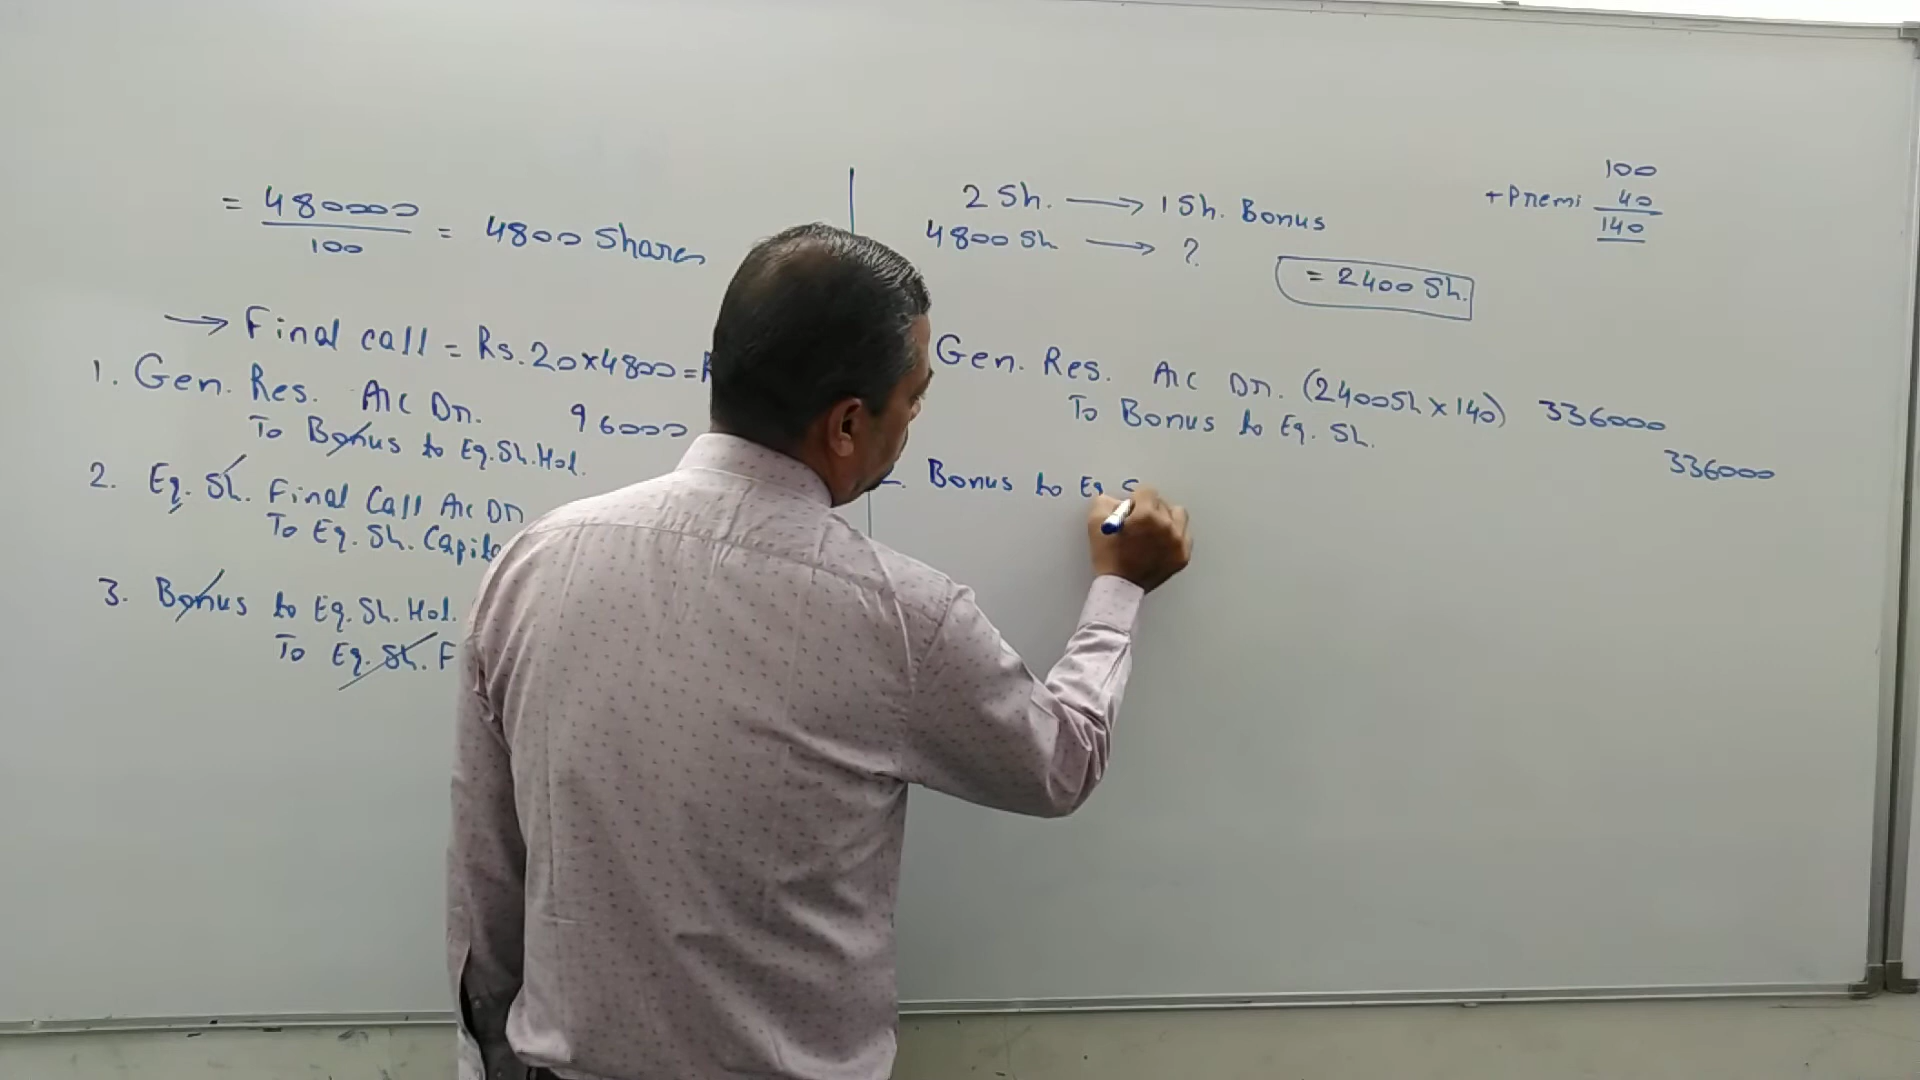 = 480000
100
= 4800 Shares
→ Final call = Rs. 20×4800 =
1. Gen. Res. A/c Dr. 96000
To Bonus to Eq. Sh. Hol.
2. Eq. Sh. Final Call A/c Dr
To Eq. Sh. Capita
3. Bonus to Eq. Sh. Hol.
To Eq. Sh. F
2 Sh. → 1 Sh. Bonus
4800 Sh → ?
= 2400 Sh.
100
+ Premi 40
140
Gen. Res. A/c Dr. (2400Sh × 140) 336000
To Bonus to Eq. Sh.
336000
Bonus to Eq